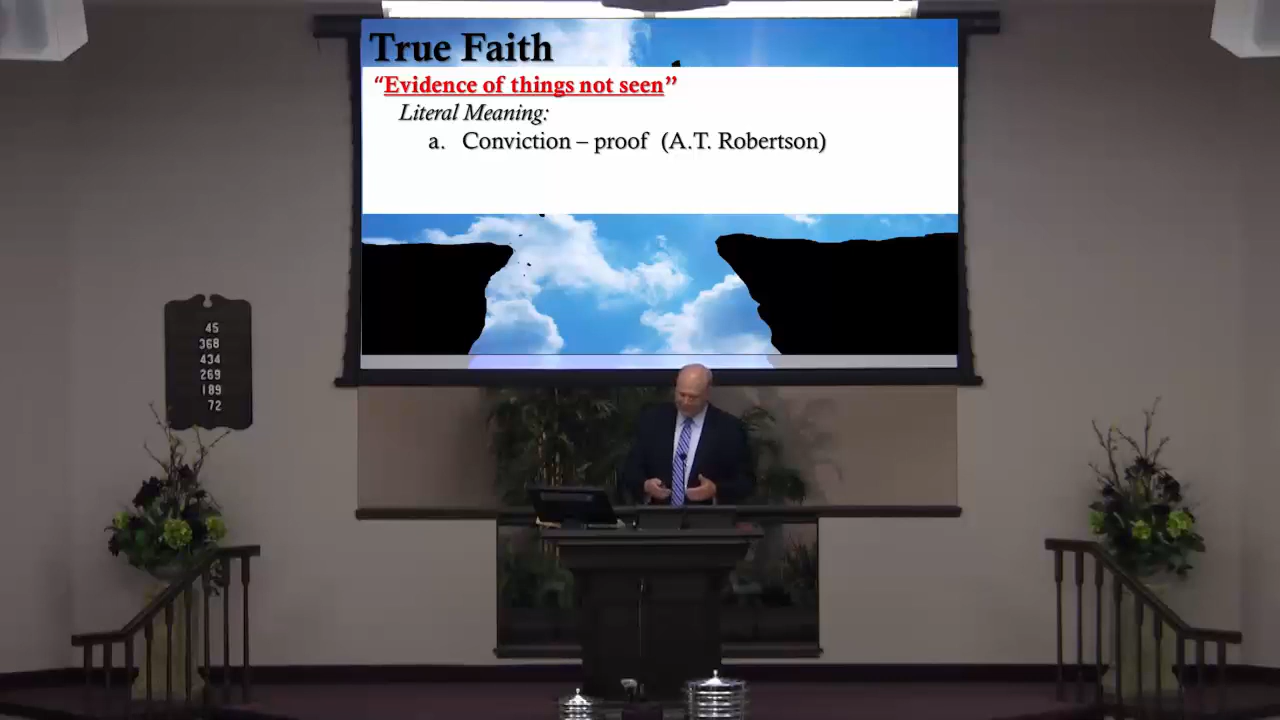 True Faith
“Evidence of things not seen”
Literal Meaning:
a. Conviction – proof (A.T. Robertson)
45
368
434
269
189
72